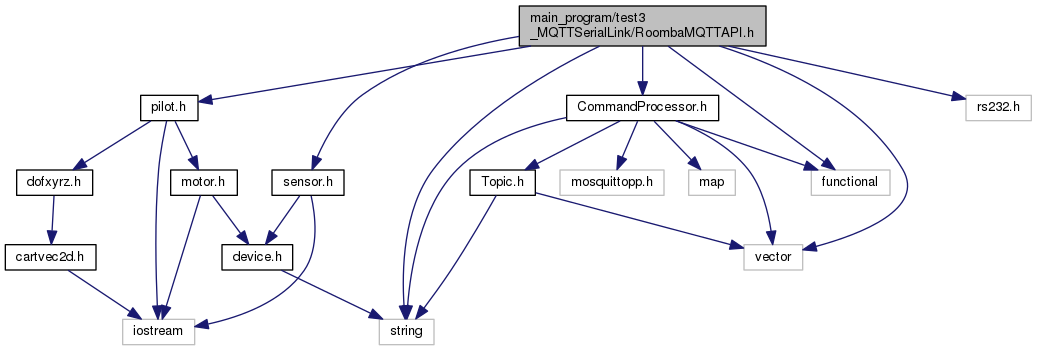 main_program/test3
_MQTTSerialLink/RoombaMQTTAPI.h
pilot.h
CommandProcessor.h
rs232.h
dofxyrz.h
motor.h
sensor.h
Topic.h
mosquittopp.h
map
functional
cartvec2d.h
device.h
vector
iostream
string